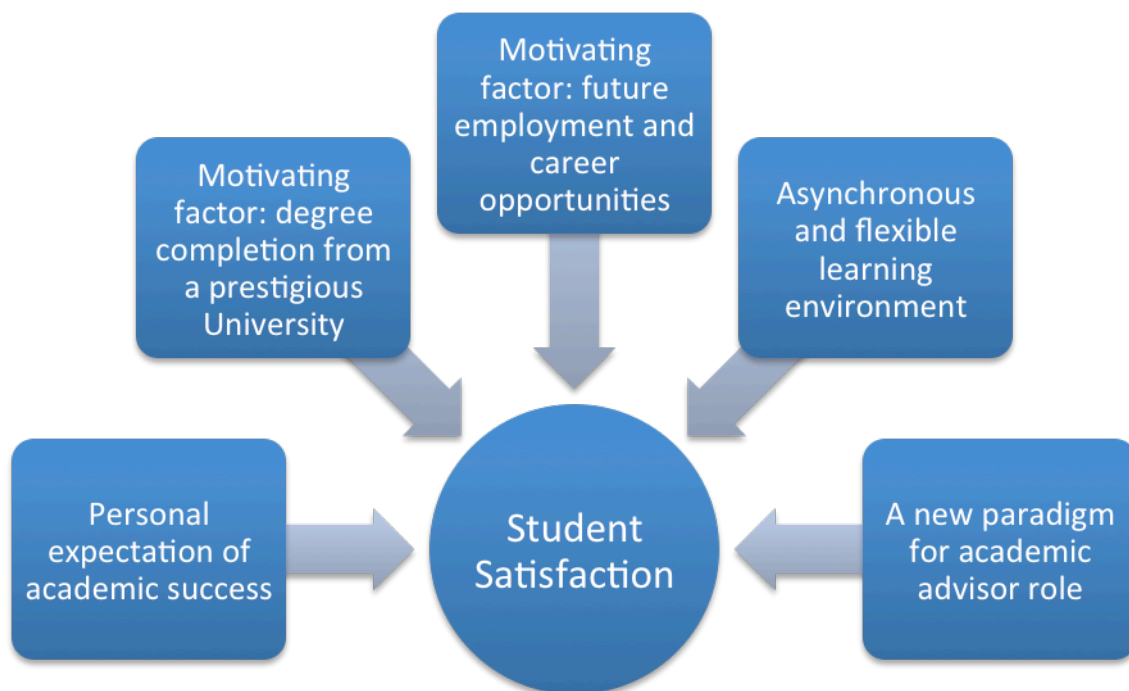 Motivating
factor: future
employment and
career
opportunities
Motivating
factor: degree
completion from
a prestigious
University
Asynchronous
and flexible
learning
environment
Personal
expectation of
academic success
Student
Satisfaction
A new paradigm
for academic
advisor role